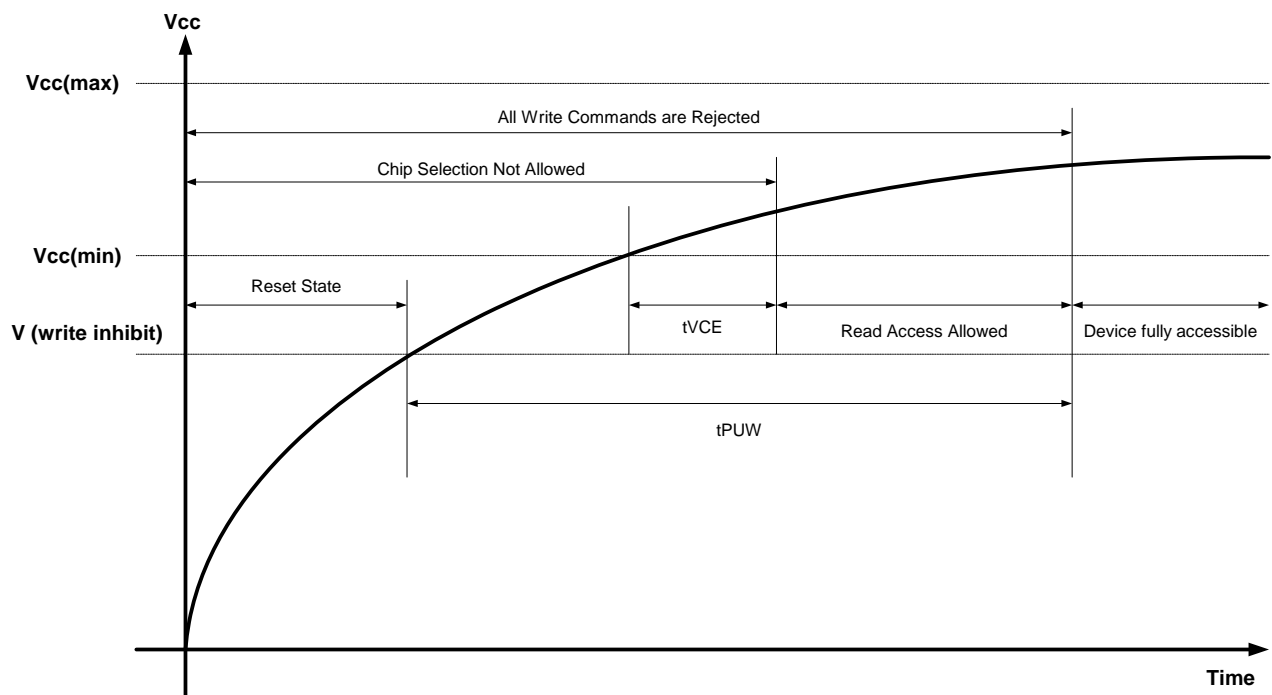 Vcc
Vcc(max)
All Write Commands are Rejected
Chip Selection Not Allowed
Vcc(min)
Reset State
V (write inhibit)
tVCE
Read Access Allowed
Device fully accessible
tPUW
Time